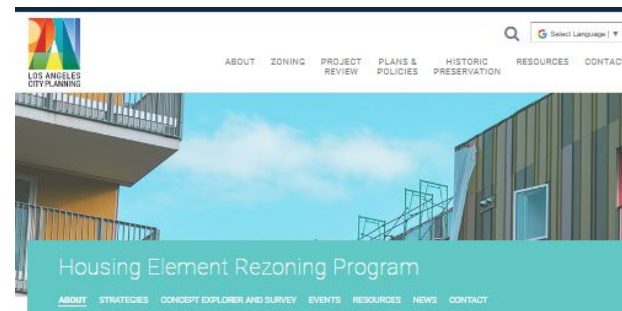 Select Language | ▼
LOS ANGELES
CITY PLANNING
ABOUT ZONING PROJECT REVIEW PLANS & POLICIES HISTORIC PRESERVATION RESOURCES CONTACT
Housing Element Rezoning Program
ABOUT STRATEGIES CONCEPT EXPLORER AND SURVEY EVENTS RESOURCES NEWS CONTACT